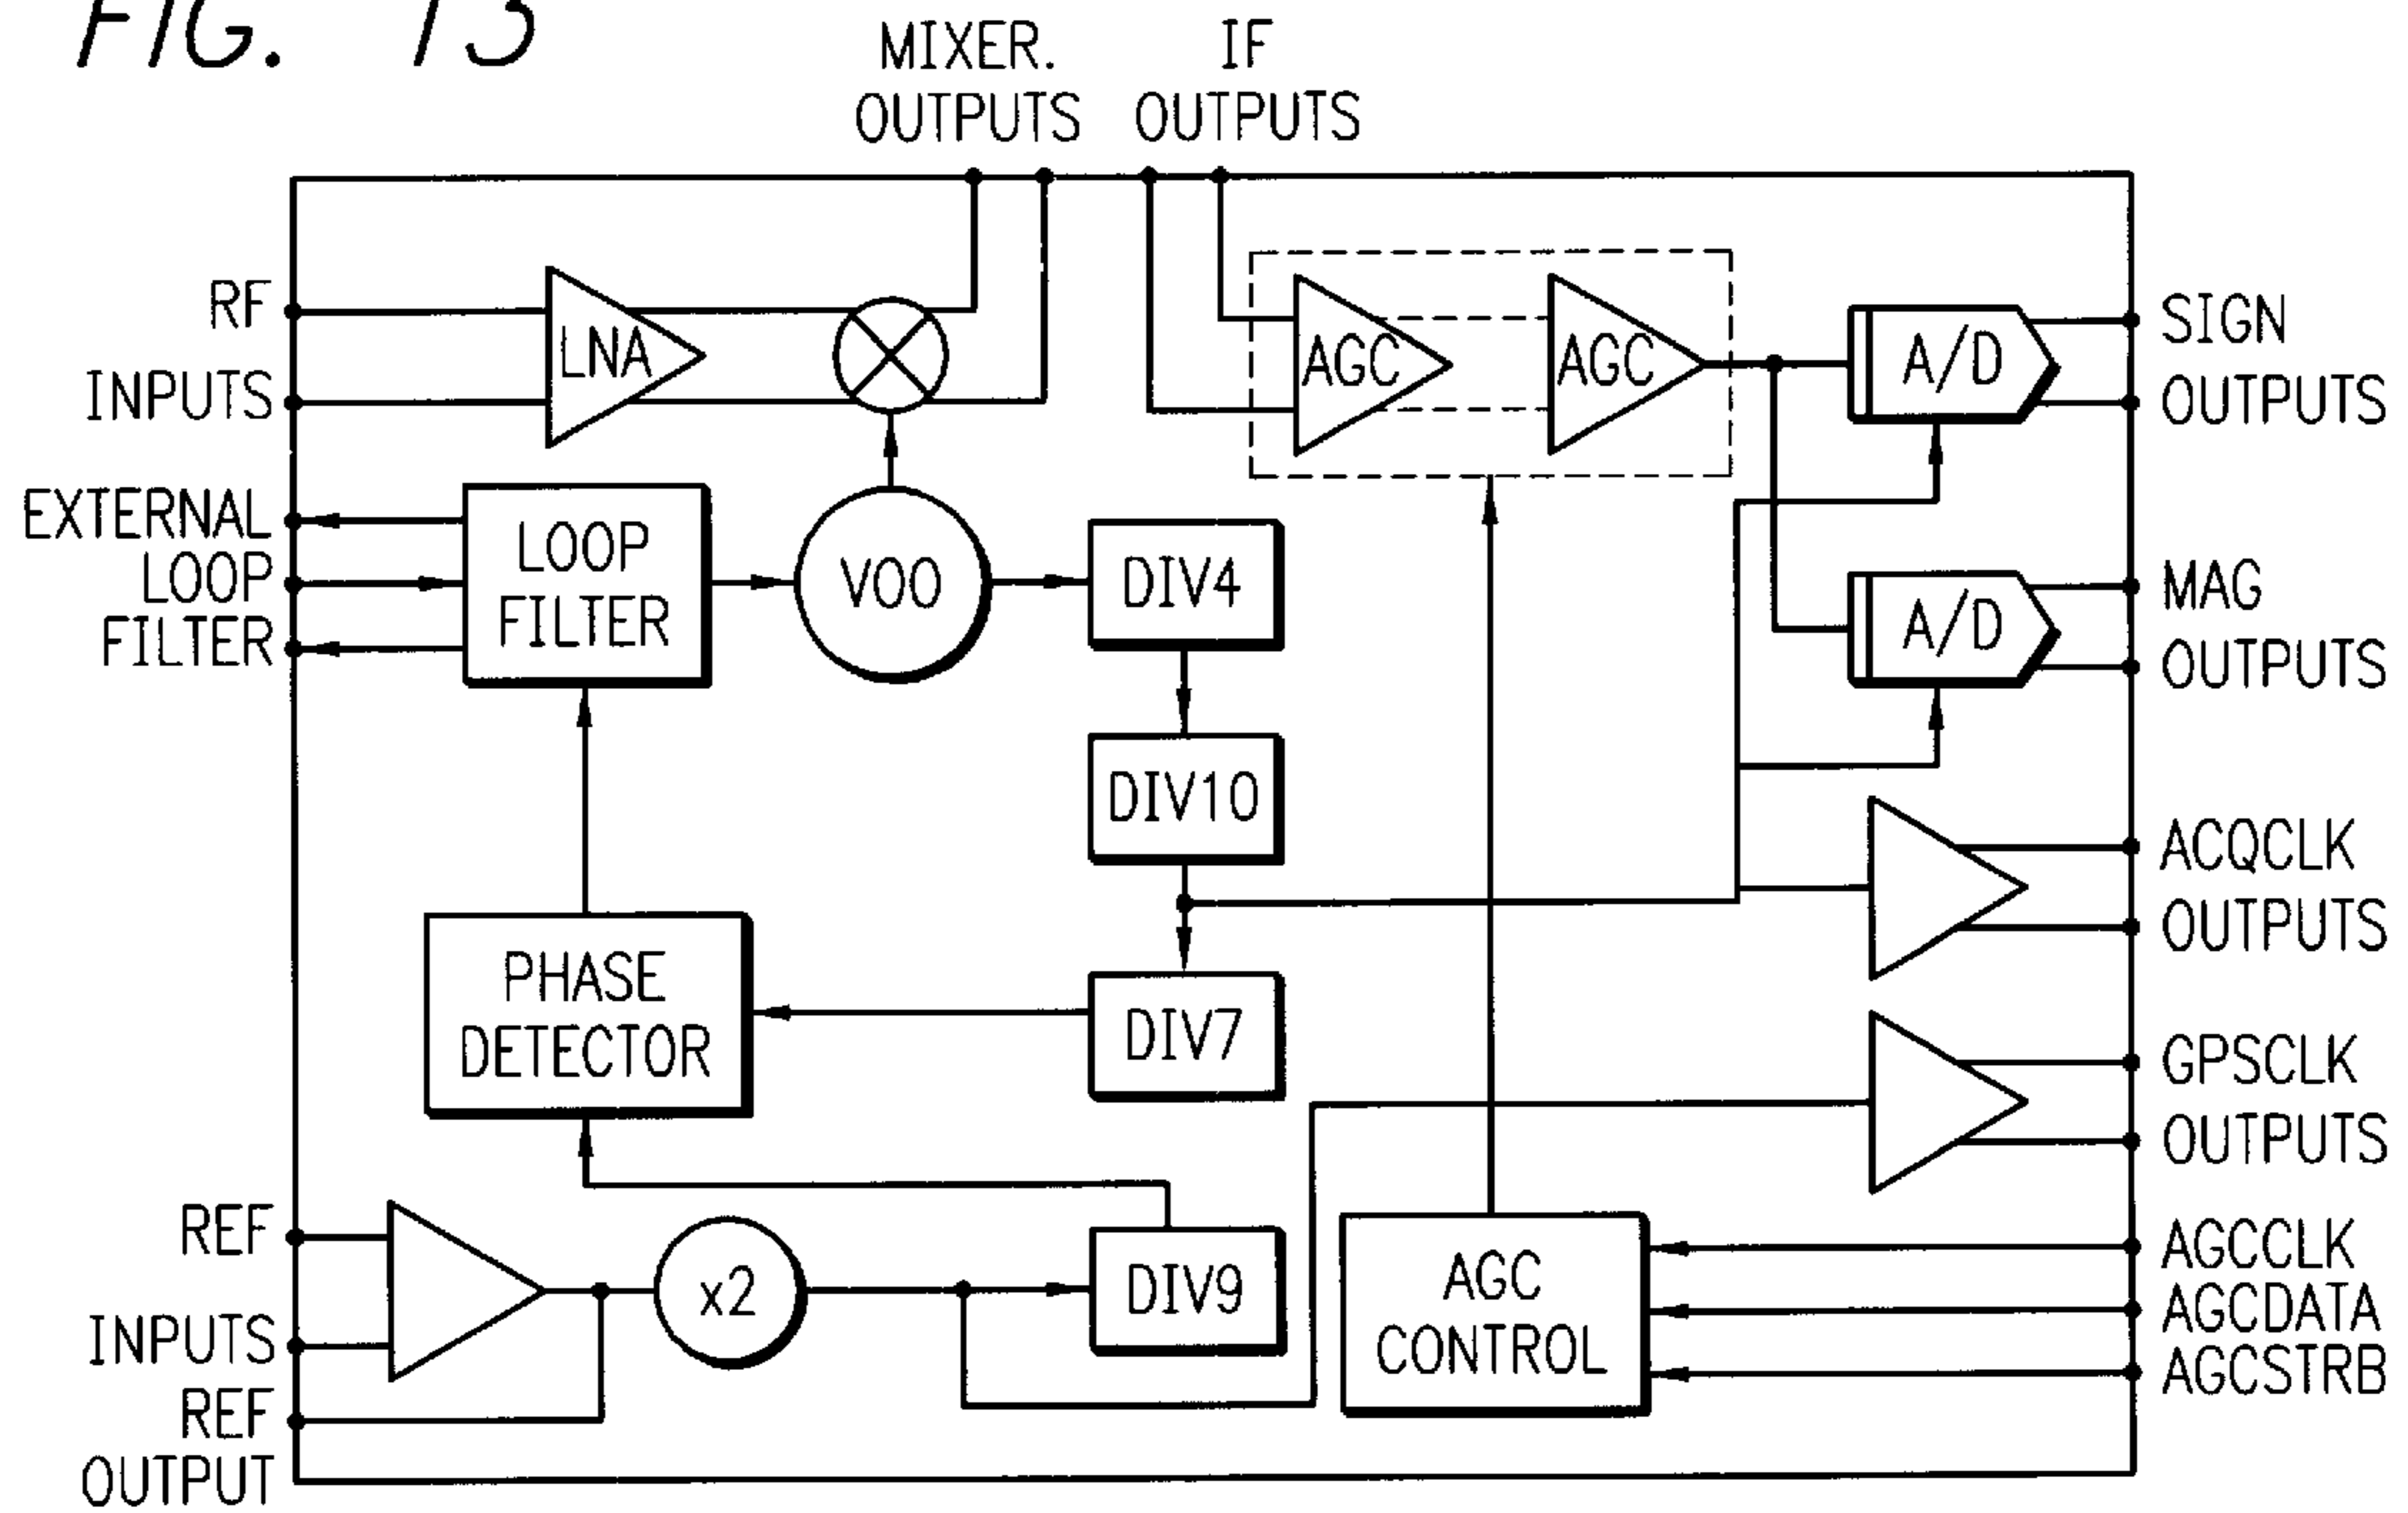 FIG. 13
MIXER.
OUTPUTS
IF
OUTPUTS
RF
INPUTS
LNA
AGC
AGC
A/D
SIGN
OUTPUTS
EXTERNAL
LOOP
FILTER
LOOP
FILTER
VOO
DIV4
A/D
MAG
OUTPUTS
DIV10
ACQCLK
OUTPUTS
PHASE
DETECTOR
DIV7
GPSCLK
OUTPUTS
REF
INPUTS
REF
OUTPUT
x2
DIV9
AGC
CONTROL
AGCCLK
AGCDATA
AGCSTRB